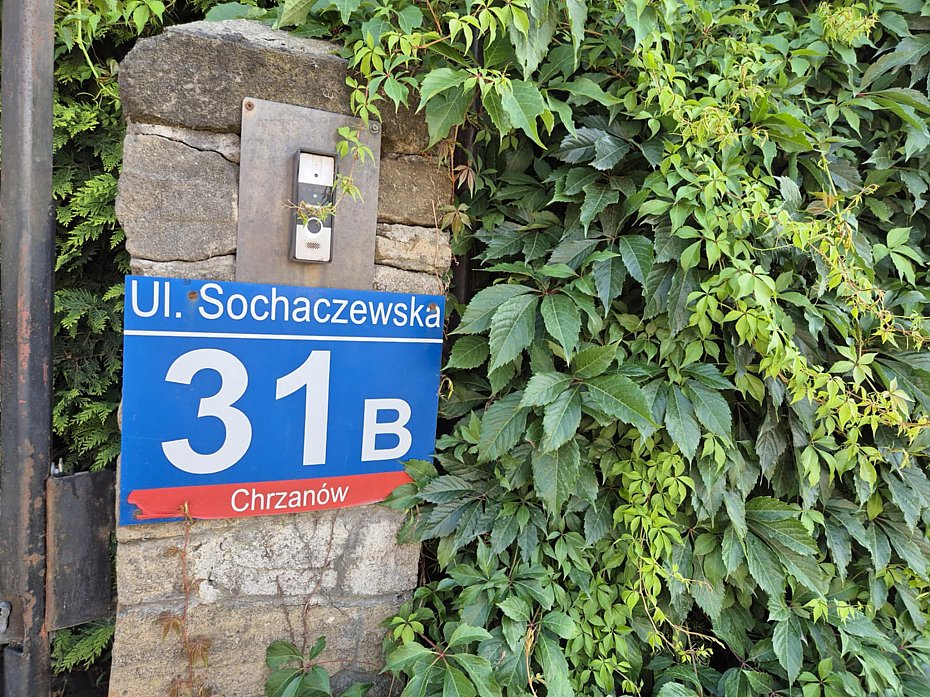 Ul. Sochaczewska
31 B
Chrzanów